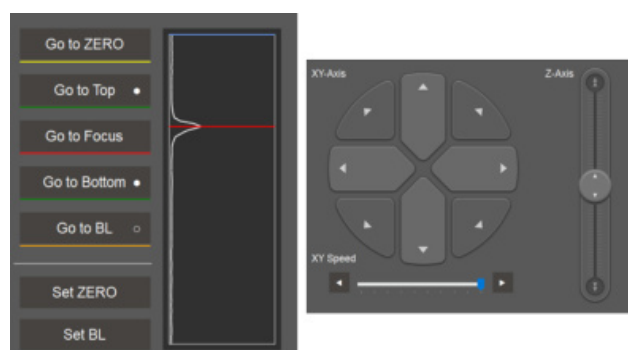 Go to ZERO
Go to Top
Go to Focus
Go to Bottom
Go to BL
Set ZERO
Set BL
XY-Axis
Z-Axis
XY Speed